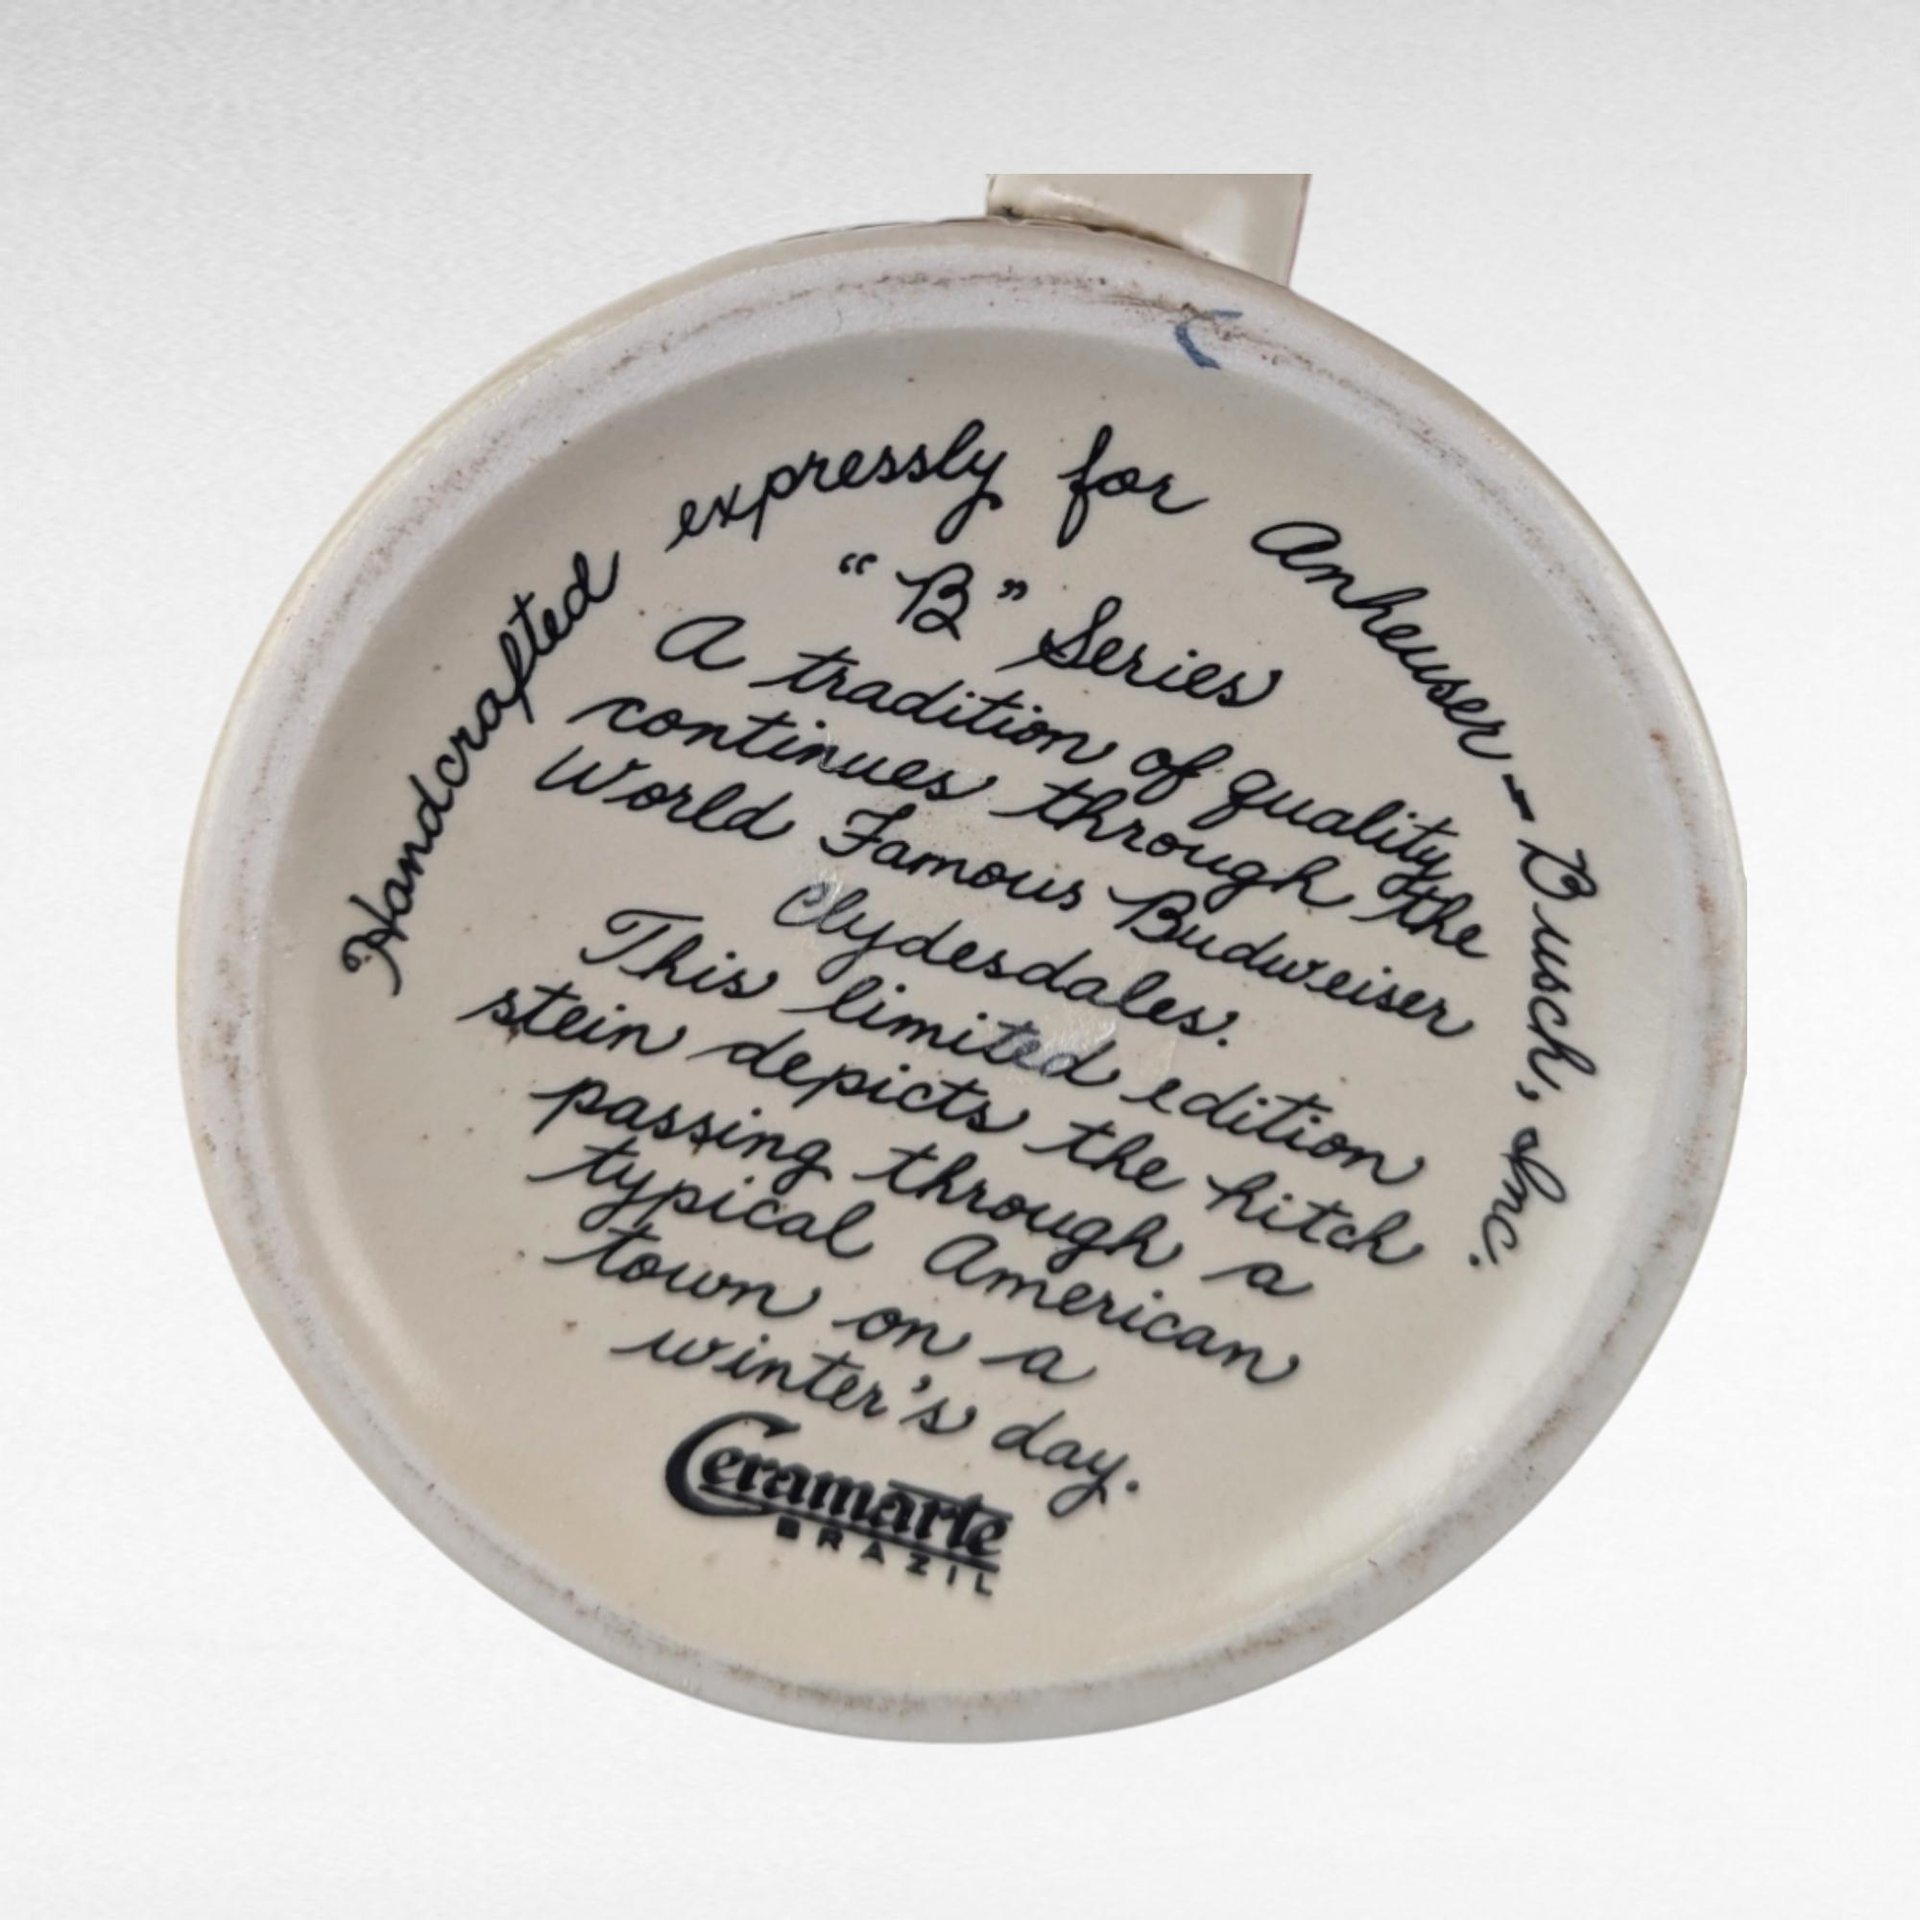 Handcrafted expressly for Anheuser-Busch, Inc.
"B" Series
A tradition of quality
continues through the
World Famous Budweiser
Clydesdales.
This limited edition
stein depicts the hitch
passing through a
typical American
town on a
winter's day.
Ceramarte
BRAZIL